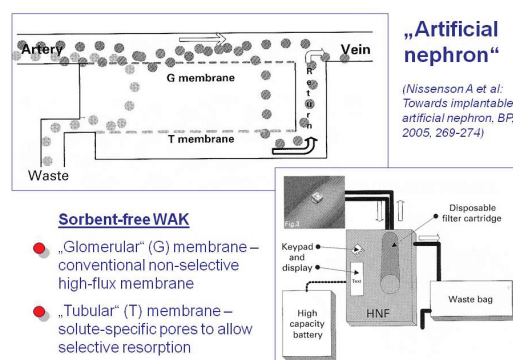 Artery
Vein
G membrane
Return
T membrane
Waste
„Artificial
nephron“
(Nissenson A et al:
Towards implantable
artificial nephron, BP,
2005, 269-274)
Sorbent-free WAK
„Glomerular“ (G) membrane –
conventional non-selective
high-flux membrane
„Tubular“ (T) membrane –
solute-specific pores to allow
selective resorption
Fig.3
Disposable
filter cartridge
Keypad
and
display
Text
High
capacity
battery
HNF
Waste bag